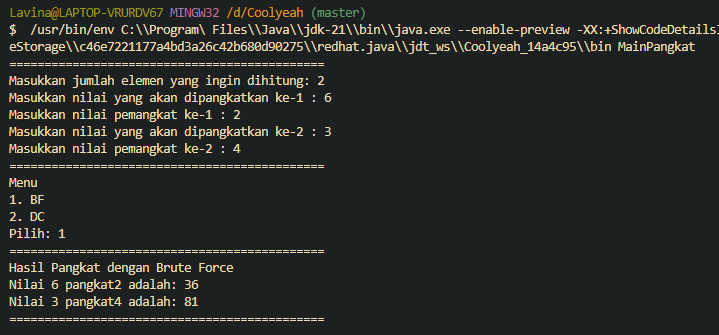 Lavina@LAPTOP-VRURDV67 MINGW32 /d/Coolyeah (master)
$  /usr/bin/env C:\\Program\ Files\\Java\\jdk-21\\bin\\java.exe --enable-preview -XX:+ShowCodeDetailsI
eStorage\\c46e7221177a4bd3a26c42b680d90275\\redhat.java\\jdt_ws\\Coolyeah_14a4c95\\bin MainPangkat
=============================================
Masukkan jumlah elemen yang ingin dihitung: 2
Masukkan nilai yang akan dipangkatkan ke-1 : 6
Masukkan nilai pemangkat ke-1 : 2
Masukkan nilai yang akan dipangkatkan ke-2 : 3
Masukkan nilai pemangkat ke-2 : 4
=============================================
Menu
1. BF
2. DC
Pilih: 1
=============================================
Hasil Pangkat dengan Brute Force
Nilai 6 pangkat2 adalah: 36
Nilai 3 pangkat4 adalah: 81
=============================================